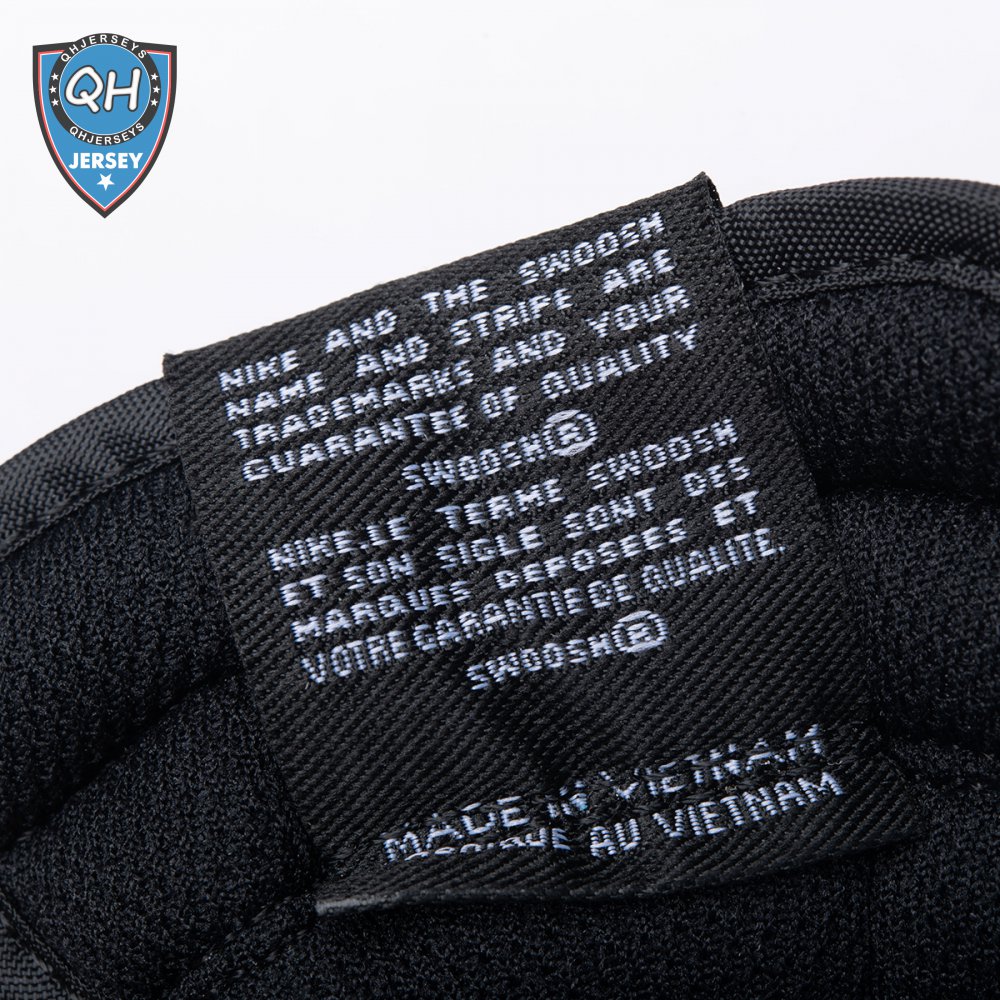 QHJERSEYS
QH
QHJERSEYS
JERSEY
NIKE AND THE SWOOSH
NAME AND STRIPE ARE
TRADEMARKS AND YOUR
GUARANTEE OF QUALITY
SWOOSH®
NIKE.LE TERME SWOOSH
ET SON SIGLE SONT DES
MARQUES DEPOSEES ET
VOTRE GARANTIE DE QUALITE.
SWOOSH®
MADE IN VIETNAM
AU VIETNAM